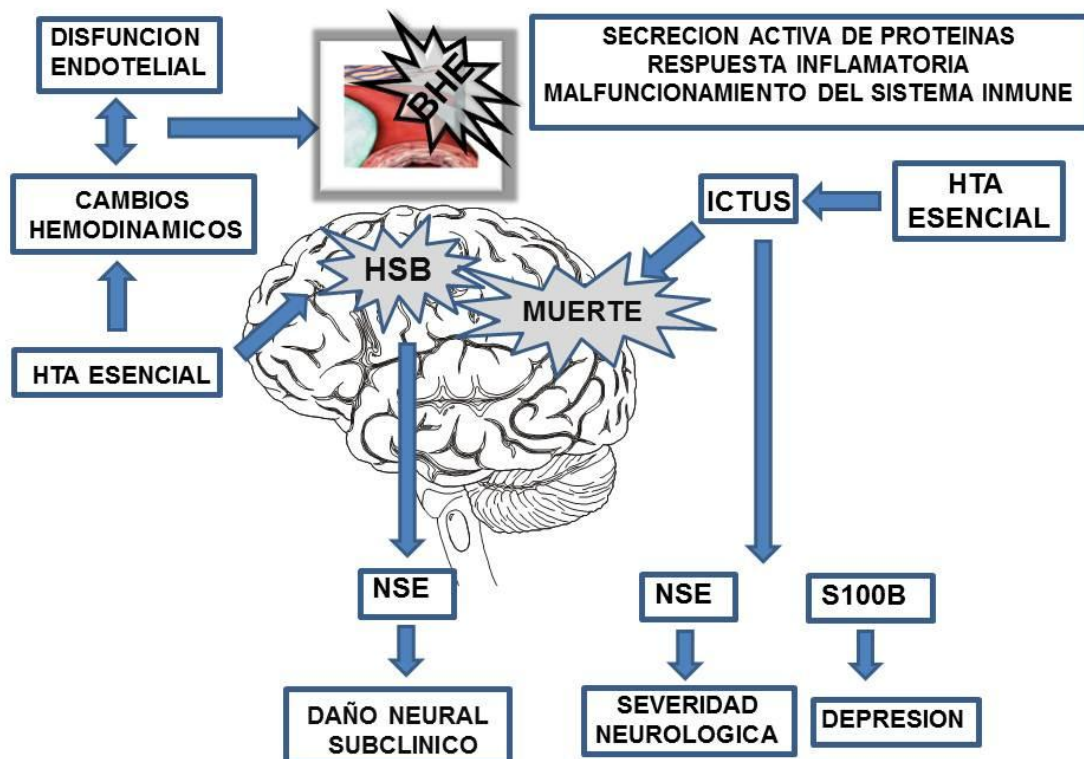 DISFUNCION
ENDOTELIAL
BHE
SECRECION ACTIVA DE PROTEINAS
RESPUESTA INFLAMATORIA
MALFUNCIONAMIENTO DEL SISTEMA INMUNE
CAMBIOS
HEMODINAMICOS
ICTUS
HTA
ESENCIAL
HSB
MUERTE
HTA ESENCIAL
NSE
NSE
S100B
DAÑO NEURAL
SUBCLINICO
SEVERIDAD
NEUROLOGICA
DEPRESION